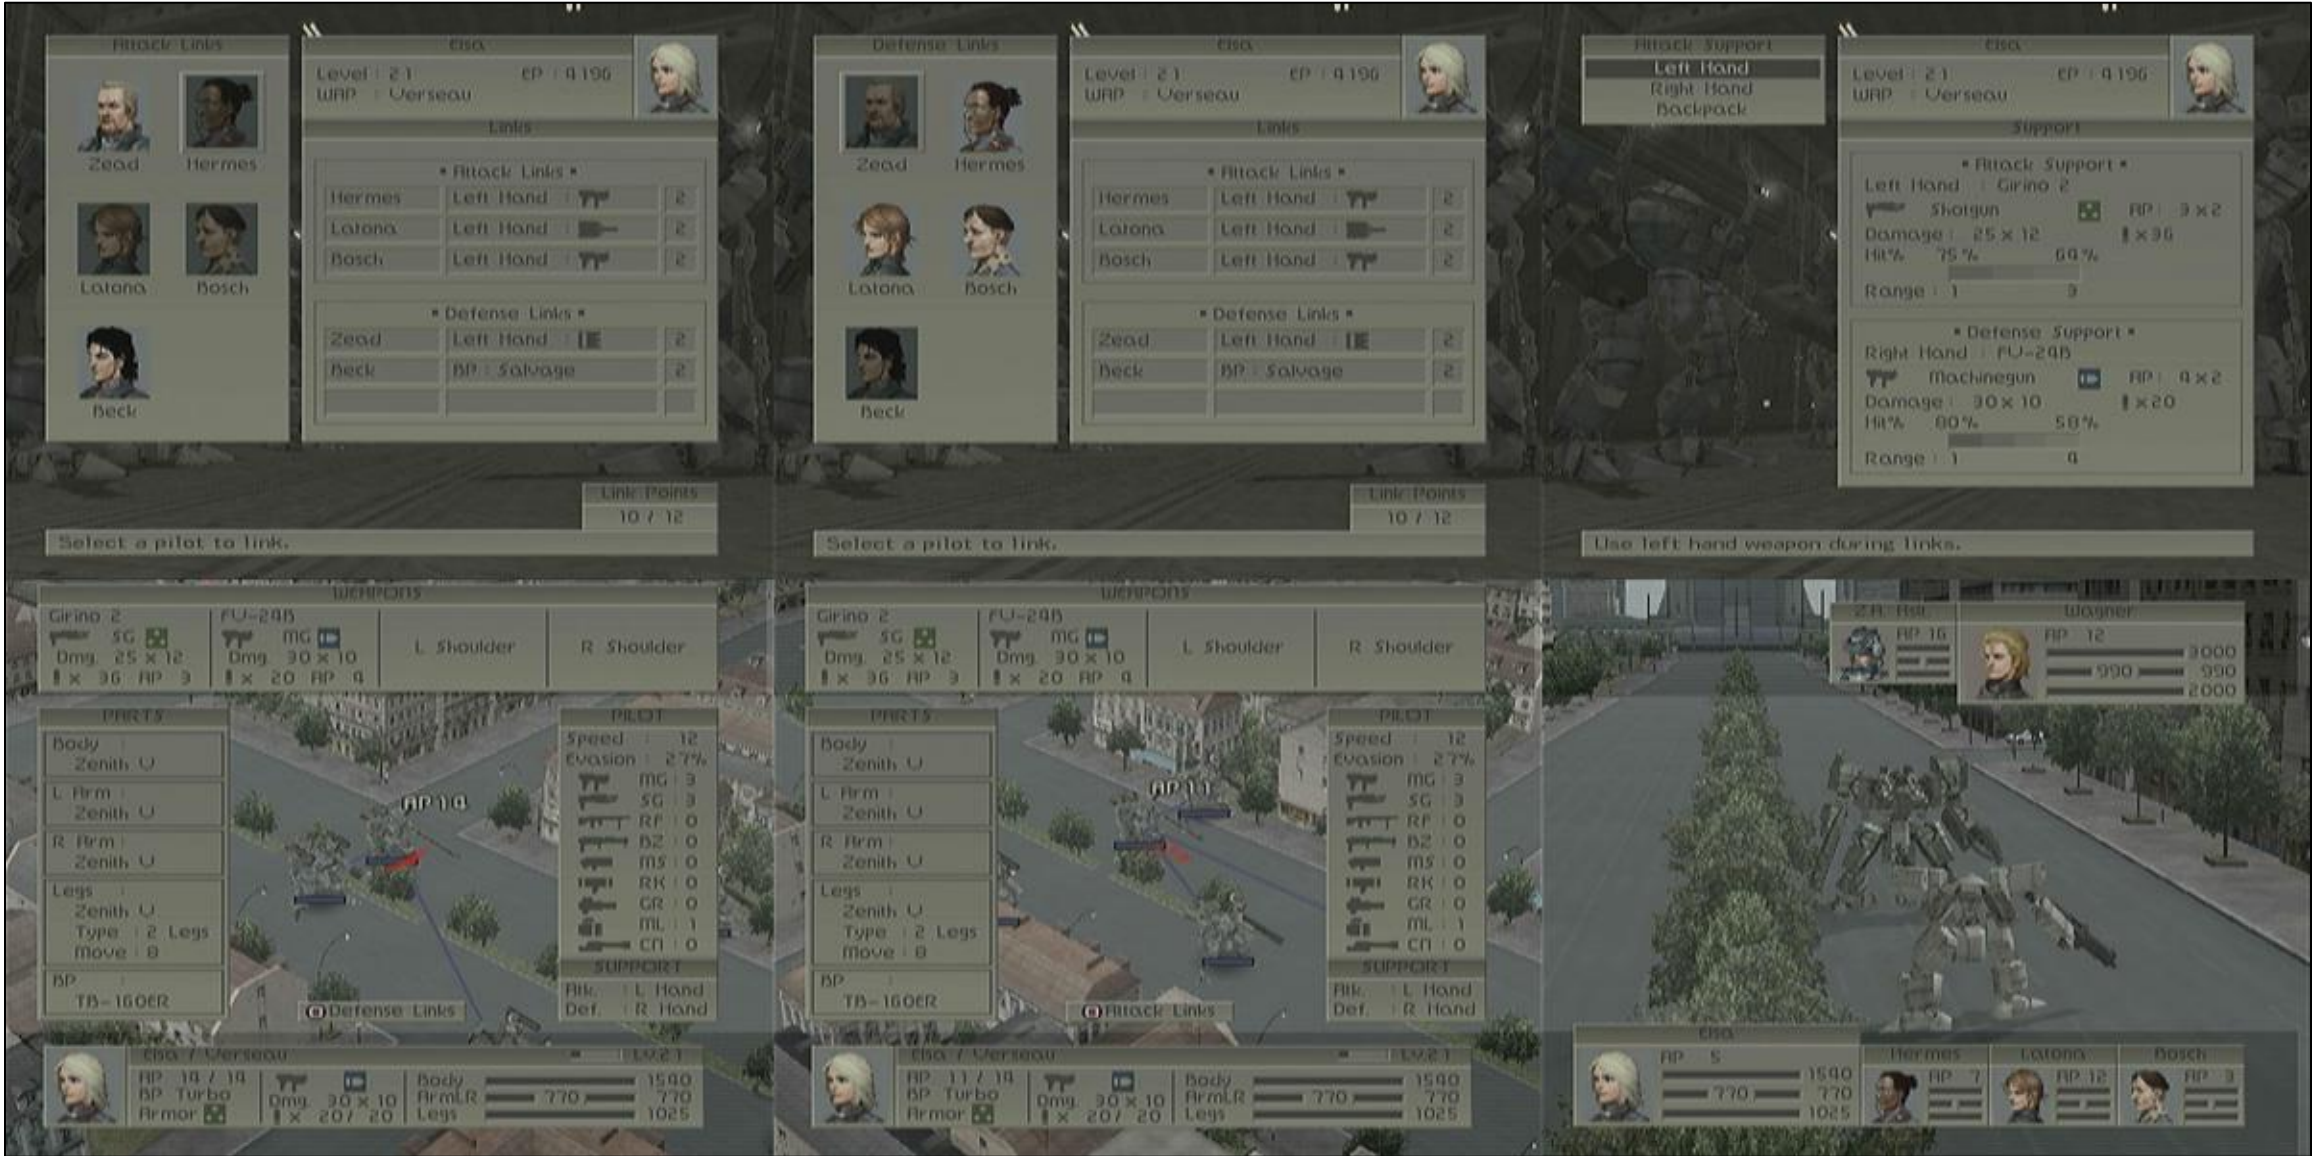 Attack Links
Zead
Hermes
Latona
Bosch
Beck
Elsa
Level : 21 EP : 4196
WAP : Verseau
Links
* Attack Links *
Hermes Left Hand : 2
Latona Left Hand : 2
Bosch Left Hand : 2
* Defense Links *
Zead Left Hand : 2
Beck BP : Salvage 2
Link Points
10 / 12
Select a pilot to link.
Defense Links
Zead
Hermes
Latona
Bosch
Beck
Elsa
Level : 21 EP : 4196
WAP : Verseau
Links
* Attack Links *
Hermes Left Hand : 2
Latona Left Hand : 2
Bosch Left Hand : 2
* Defense Links *
Zead Left Hand : 2
Beck BP : Salvage 2
Link Points
10 / 12
Select a pilot to link.
Attack Support
Left Hand
Right Hand
Backpack
Elsa
Level : 21 EP : 4196
WAP : Verseau
Support
* Attack Support *
Left Hand : Girino 2
Shotgun AP : 3 x 2
Damage : 25 x 12 x 36
Hit% 75% 64%
Range : 1 3
* Defense Support *
Right Hand : FV-24B
Machinegun AP : 4 x 2
Damage : 30 x 10 x 20
Hit% 80% 58%
Range : 1 4
Use left hand weapon during links.
WEAPONS
Girino 2
SG
Dmg. 25 x 12
x 36 AP 3
FV-24B
MG
Dmg. 30 x 10
x 20 AP 4
L Shoulder
R Shoulder
PARTS
Body :
Zenith V
L Arm :
Zenith V
R Arm :
Zenith V
Legs :
Zenith V
Type : 2 Legs
Move : 8
BP :
TB-160ER
AP 14
Defense Links
PILOT
Speed : 12
Evasion : 27%
MG : 3
SG : 3
RF : 0
BZ : 0
MS : 0
RK : 0
GR : 0
ML : 1
CN : 0
SUPPORT
Atk. : L Hand
Def. : R Hand
Elsa / Verseau Lv.21
AP 14 / 14
BP Turbo
Armor
Dmg. 30 x 10
x 20 / 20
Body 1540
ArmLR 770 770
Legs 1025
WEAPONS
Girino 2
SG
Dmg. 25 x 12
x 36 AP 3
FV-24B
MG
Dmg. 30 x 10
x 20 AP 4
L Shoulder
R Shoulder
PARTS
Body :
Zenith V
L Arm :
Zenith V
R Arm :
Zenith V
Legs :
Zenith V
Type : 2 Legs
Move : 8
BP :
TB-160ER
AP 11
Attack Links
PILOT
Speed : 12
Evasion : 27%
MG : 3
SG : 3
RF : 0
BZ : 0
MS : 0
RK : 0
GR : 0
ML : 1
CN : 0
SUPPORT
Atk. : L Hand
Def. : R Hand
Elsa / Verseau Lv.21
AP 11 / 14
BP Turbo
Armor
Dmg. 30 x 10
x 20 / 20
Body 1540
ArmLR 770 770
Legs 1025
AP 16
Wagner
AP 12
3000
990 990
2000
Elsa
AP 5
1540
770 770
1025
Hermes
AP 7
Latona
AP 12
Bosch
AP 3